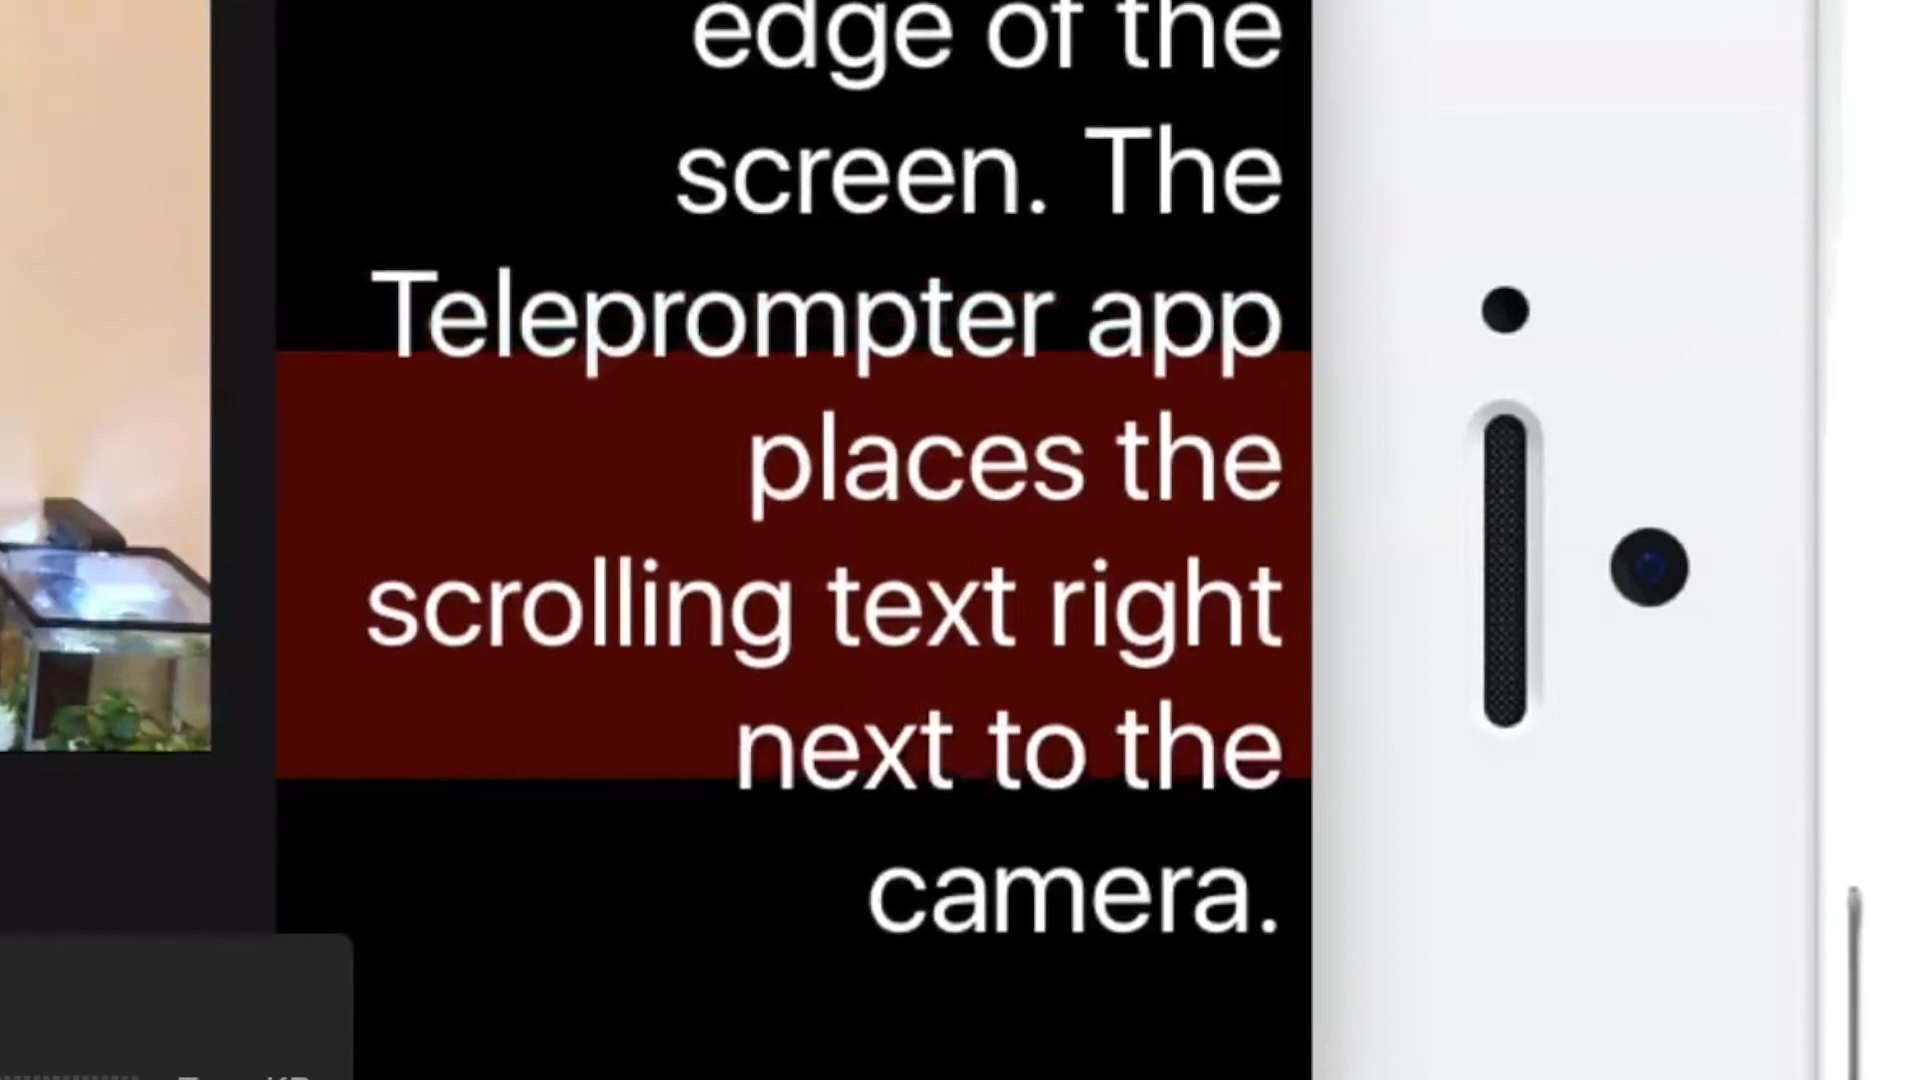 edge of the
screen. The
Teleprompter app
places the
scrolling text right
next to the
camera.